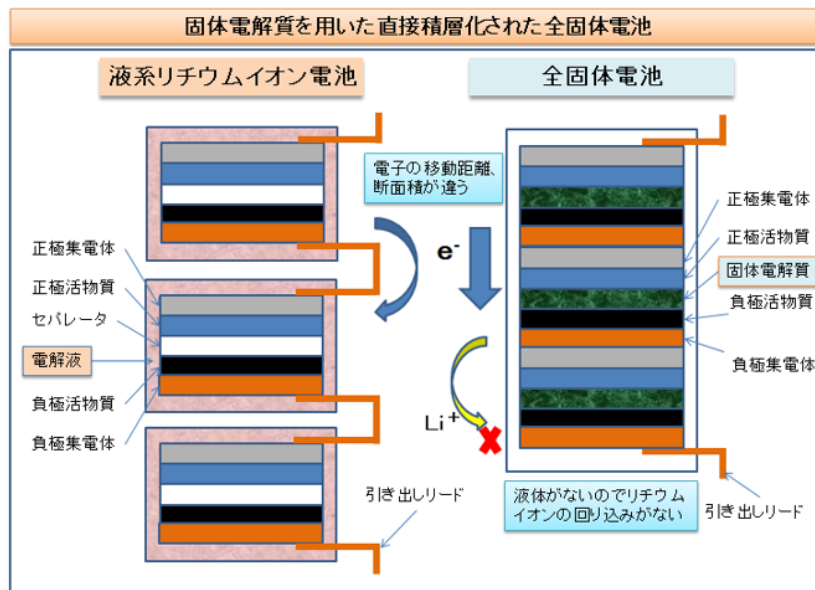 固体電解質を用いた直接積層化された全固体電池
液系リチウムイオン電池
全固体電池
電子の移動距離、
断面積が違う
e-
Li+
正極集電体
正極活物質
セパレータ
電解液
負極活物質
負極集電体
引き出しリード
正極集電体
正極活物質
固体電解質
負極活物質
負極集電体
液体がないのでリチウム
イオンの回り込みがない
引き出しリード